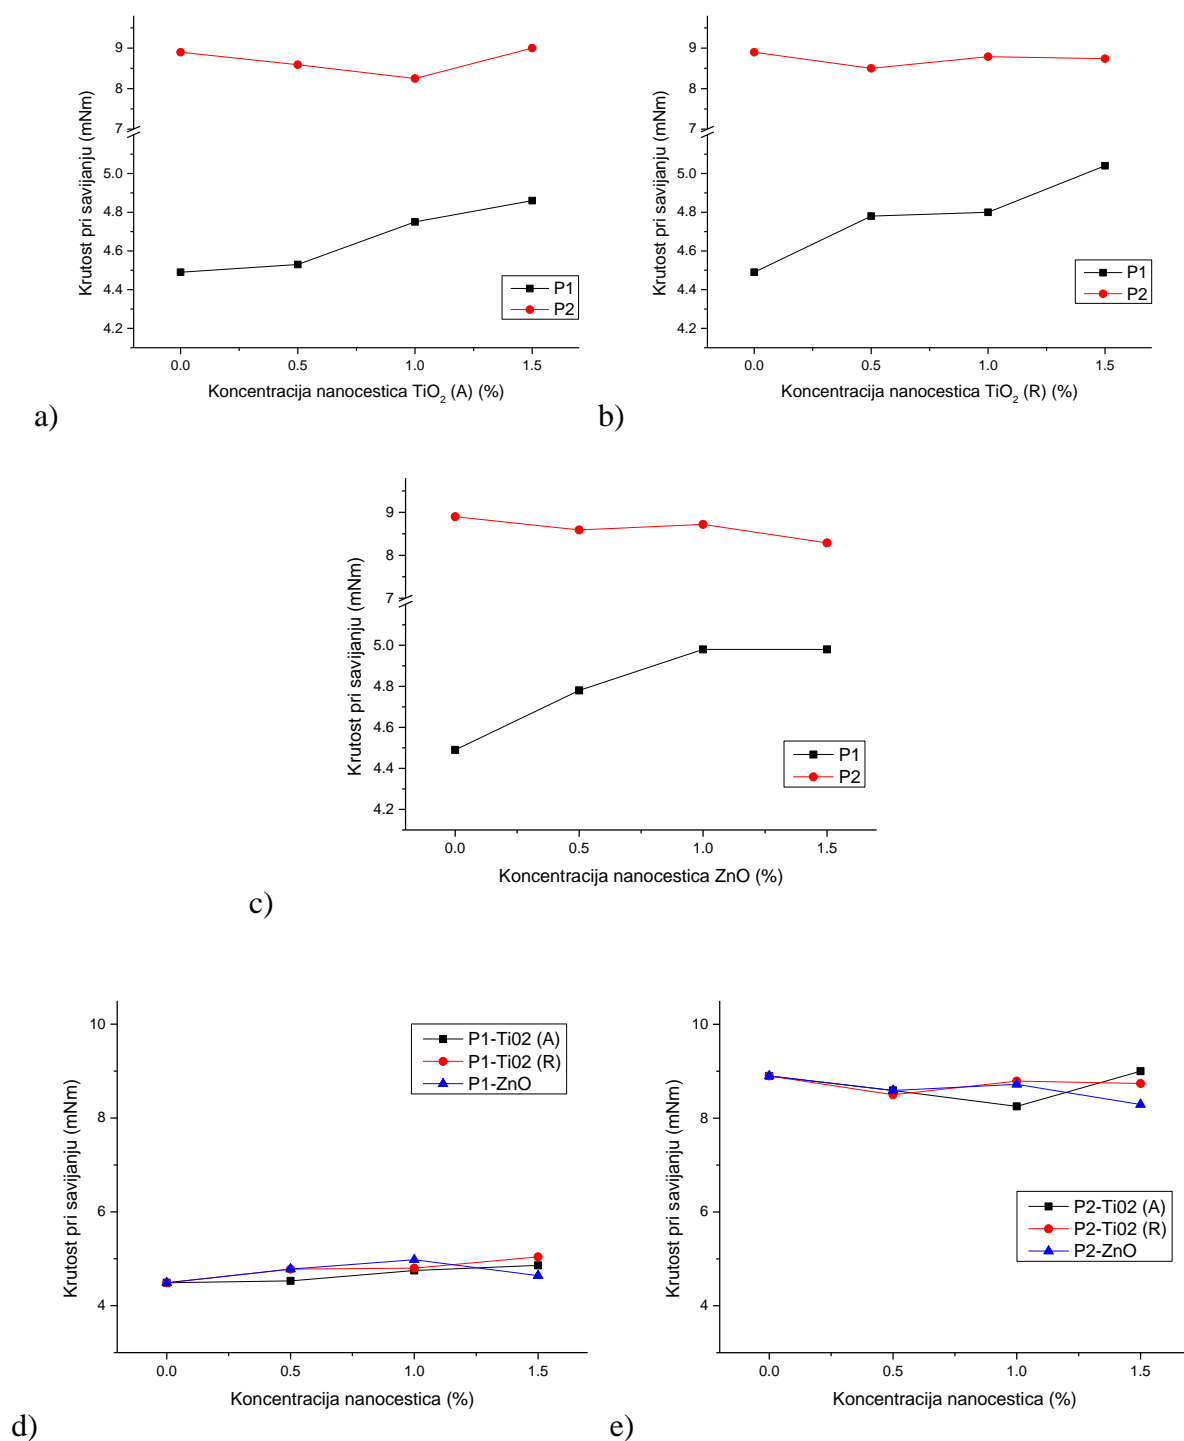 9
8
7
5.0
4.8
4.6
4.4
4.2
Krutost pri savijanju (mNm)
P1
P2
0.0 0.5 1.0 1.5
Koncentracija nanocestica TiO₂ (A) (%)
a)
9
8
7
5.0
4.8
4.6
4.4
4.2
Krutost pri savijanju (mNm)
P1
P2
0.0 0.5 1.0 1.5
Koncentracija nanocestica TiO₂ (R) (%)
b)
9
8
7
5.0
4.8
4.6
4.4
4.2
Krutost pri savijanju (mNm)
P1
P2
0.0 0.5 1.0 1.5
Koncentracija nanocestica ZnO (%)
c)
10
8
6
4
Krutost pri savijanju (mNm)
P1-Ti02 (A)
P1-Ti02 (R)
P1-ZnO
0.0 0.5 1.0 1.5
Koncentracija nanocestica (%)
d)
10
8
6
4
Krutost pri savijanju (mNm)
P2-Ti02 (A)
P2-Ti02 (R)
P2-ZnO
0.0 0.5 1.0 1.5
Koncentracija nanocestica (%)
e)